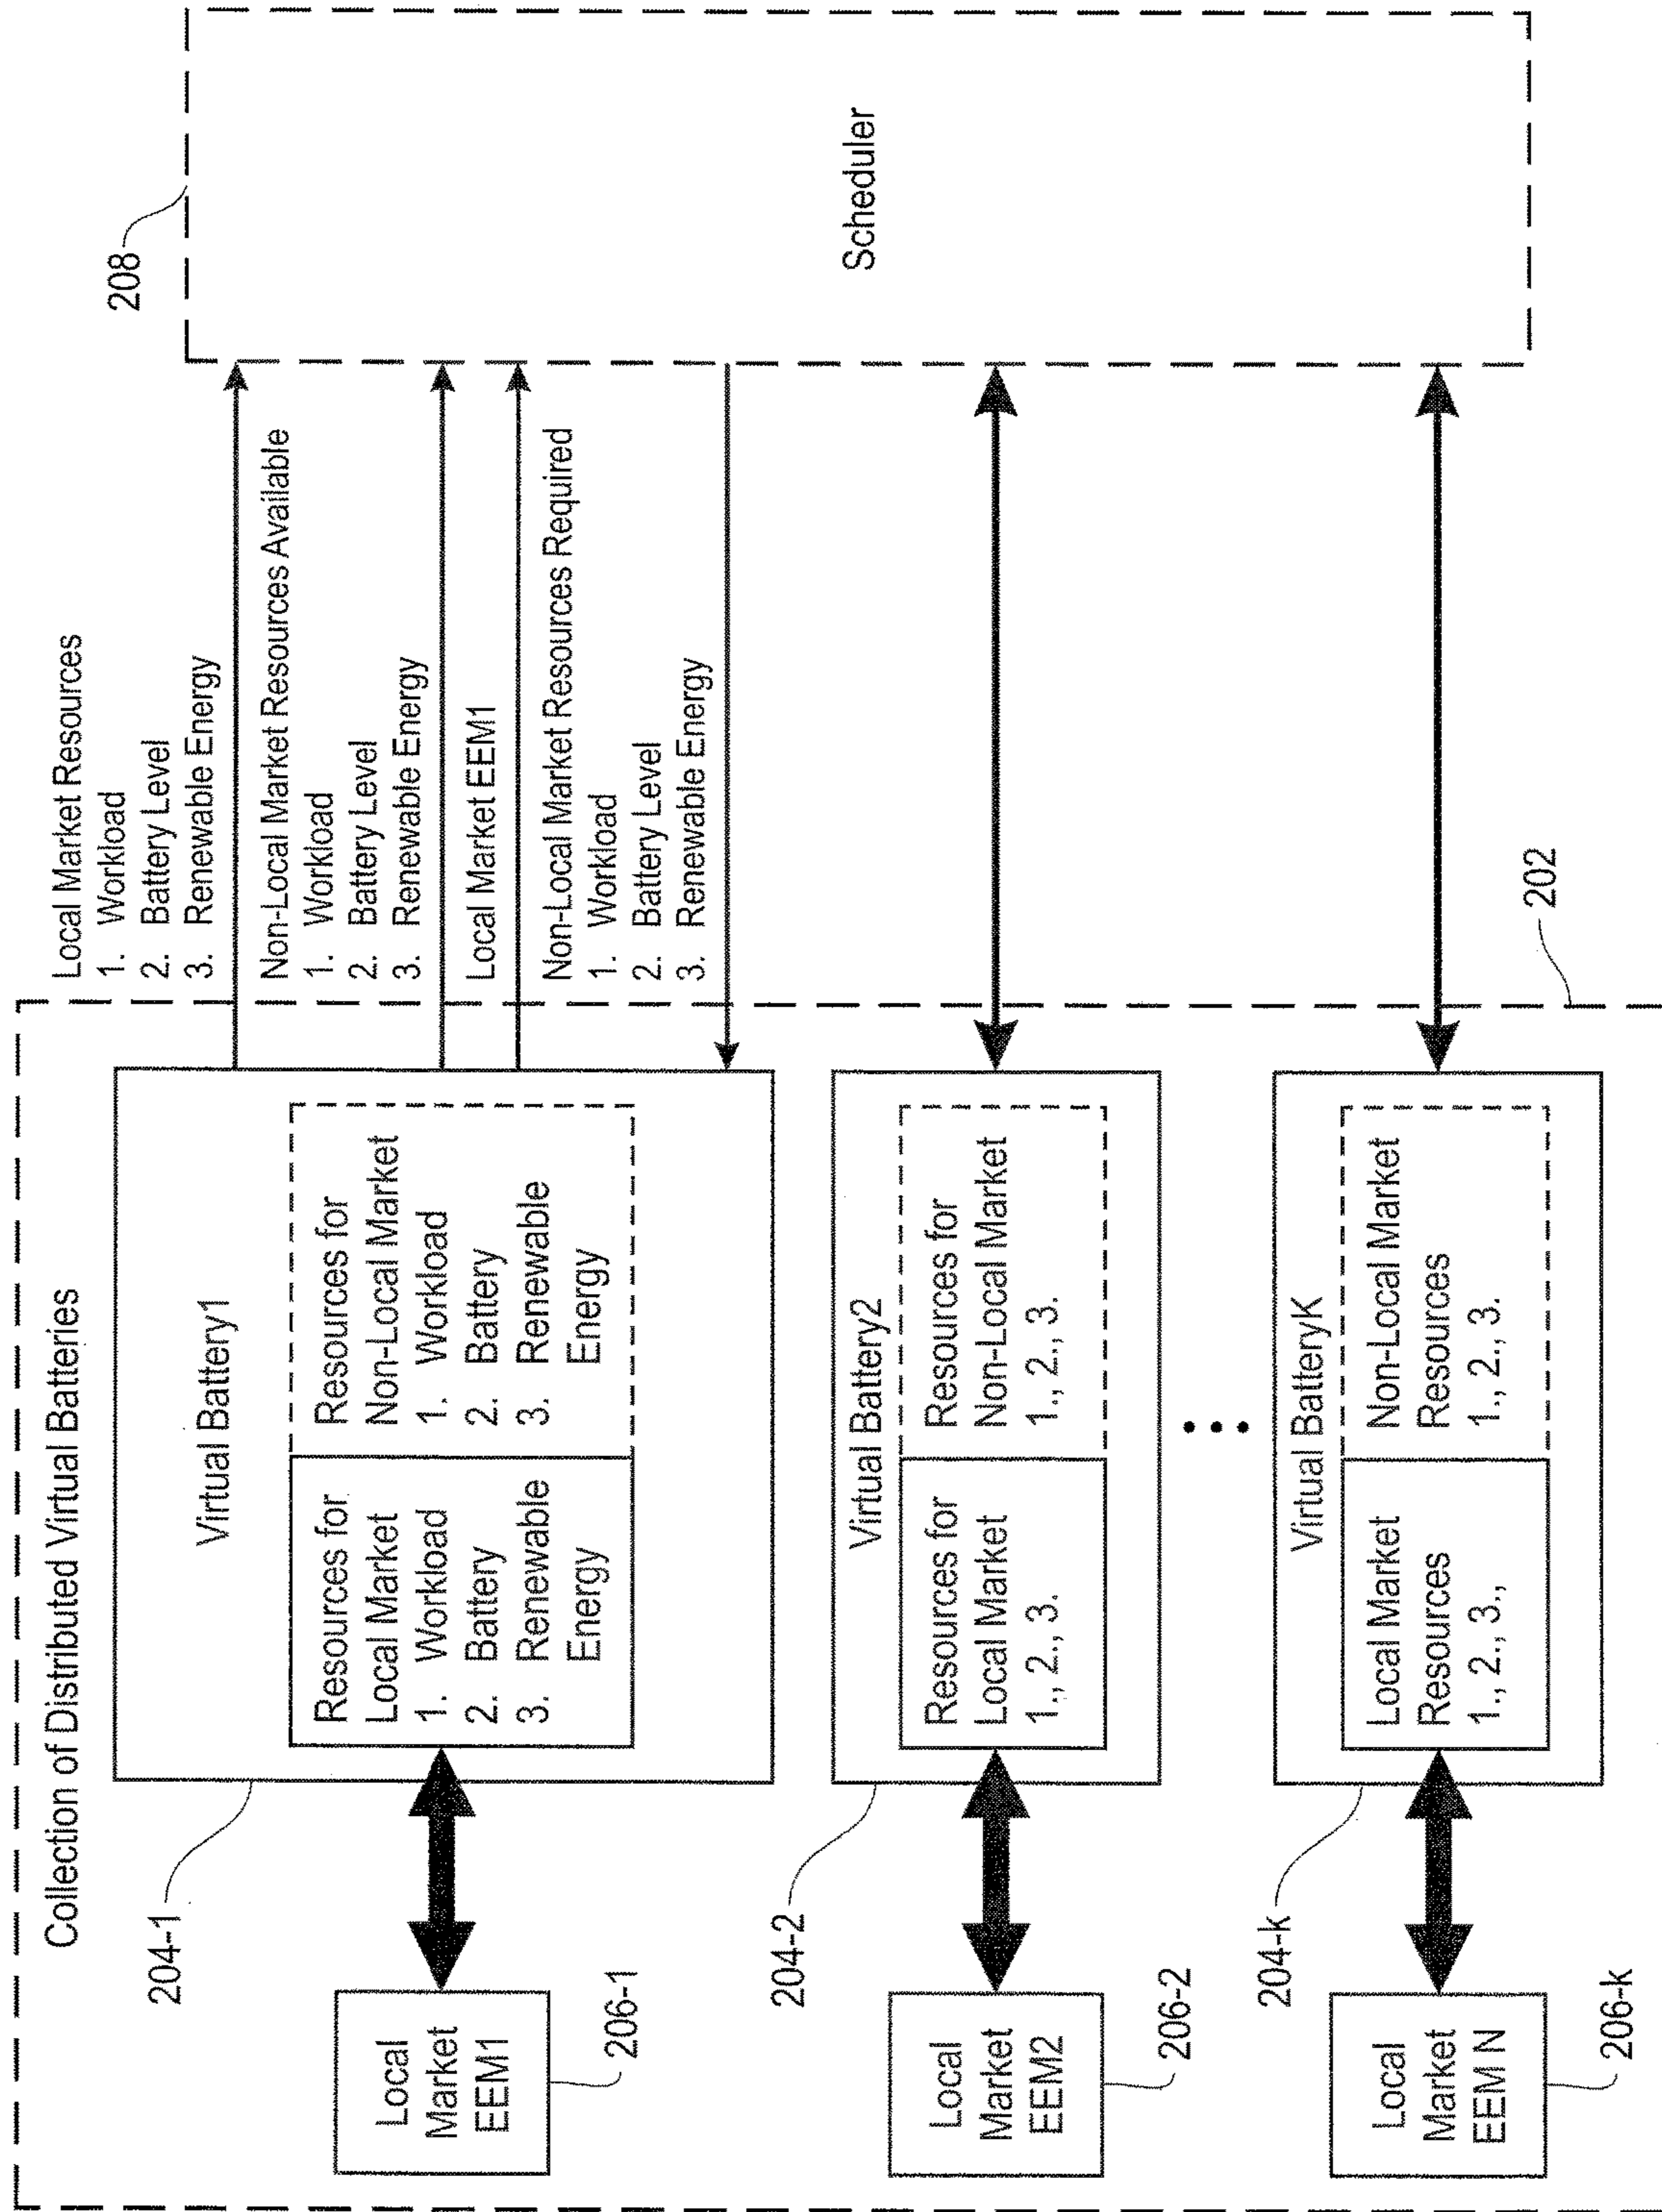 Collection of Distributed Virtual Batteries
204-1
Virtual Battery1
Local
Market
EEM1
206-1
Resources for
Local Market
1. Workload
2. Battery
3. Renewable
Energy
Resources for
Non-Local Market
1. Workload
2. Battery
3. Renewable
Energy
Local Market Resources
1. Workload
2. Battery Level
3. Renewable Energy
Non-Local Market Resources Available
1. Workload
2. Battery Level
3. Renewable Energy
Local Market EEM1
Non-Local Market Resources Required
1. Workload
2. Battery Level
3. Renewable Energy
208
Scheduler
204-2
Virtual Battery2
Local
Market
EEM2
206-2
Resources for
Local Market
1., 2., 3.
Resources for
Non-Local Market
1., 2., 3.
204-k
Virtual BatteryK
Local
Market
EEM N
206-k
Local Market
Resources
1., 2., 3.,
Non-Local Market
Resources
1., 2., 3.
202